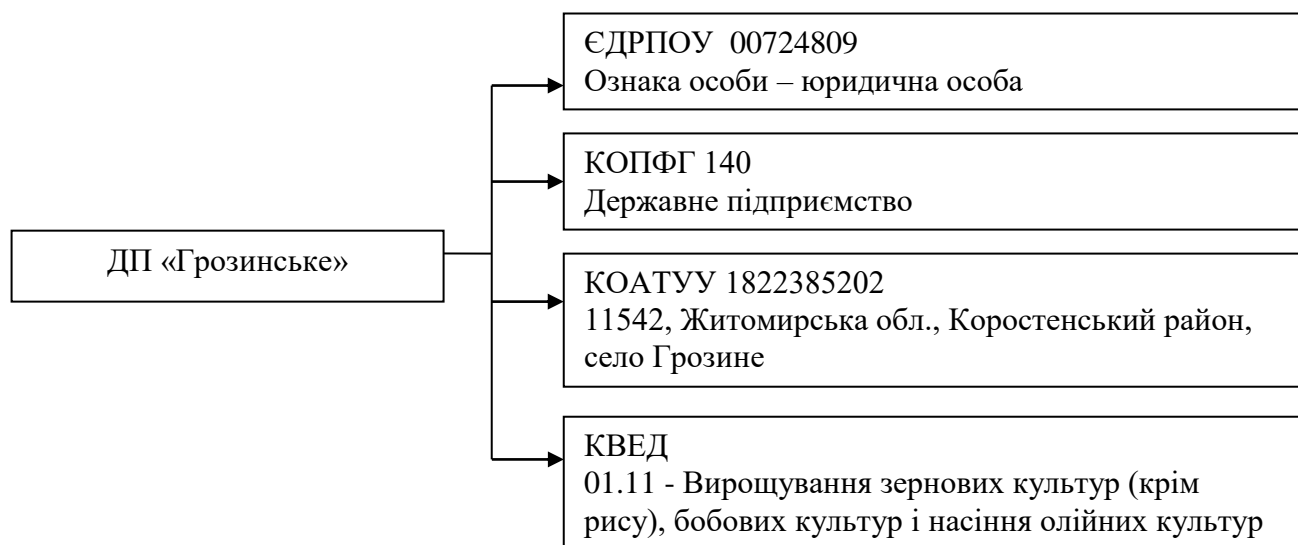 ЄДРПОУ 00724809
Ознака особи – юридична особа
КОПФГ 140
Державне підприємство
ДП «Грозинське»
КОАТУУ 1822385202
11542, Житомирська обл., Коростенський район,
село Грозине
КВЕД
01.11 - Вирощування зернових культур (крім
рису), бобових культур і насіння олійних культур